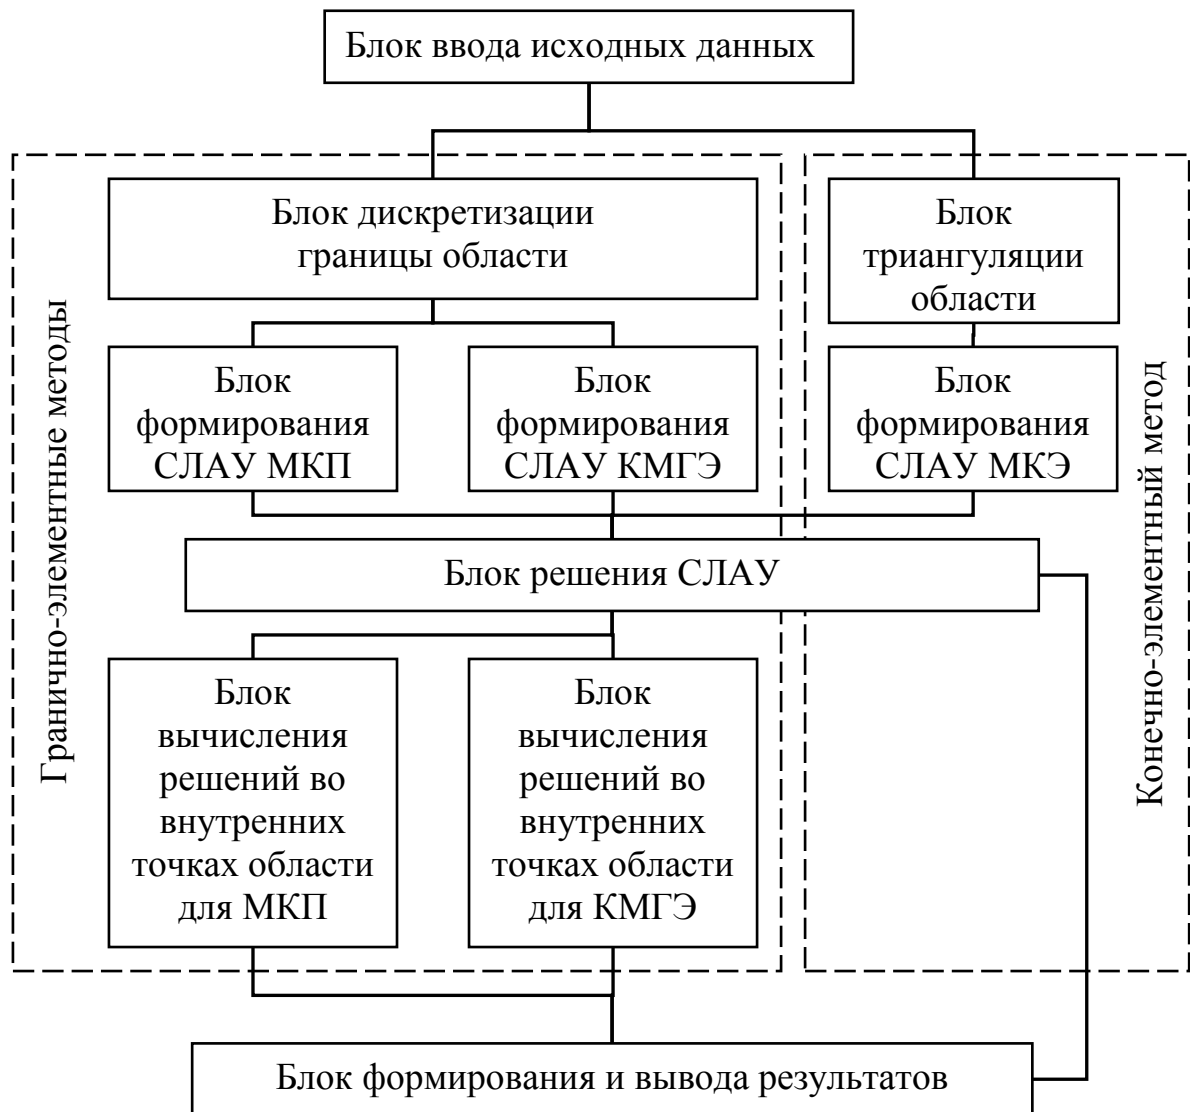 Блок ввода исходных данных
Блок дискретизации
границы области
Блок
триангуляции
области
Гранично-элементные методы
Блок
формирования
СЛАУ МКП
Блок
формирования
СЛАУ КМГЭ
Блок
формирования
СЛАУ МКЭ
Конечно-элементный метод
Блок решения СЛАУ
Блок
вычисления
решений во
внутренних
точках области
для МКП
Блок
вычисления
решений во
внутренних
точках области
для КМГЭ
Блок формирования и вывода результатов